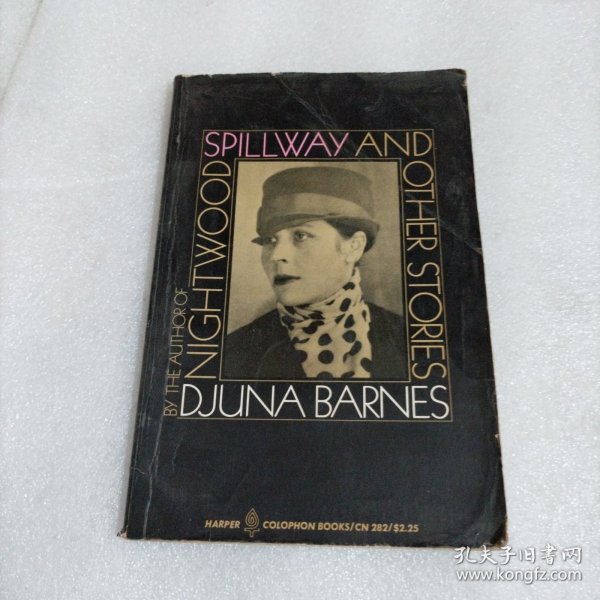 SPILLWAY AND
OTHER STORIES
BY THE AUTHOR OF
NIGHTWOOD
DJUNA BARNES
HARPER COLOPHON BOOKS/CN 282/$2.25
孔夫子旧书网
www.kongfz.com